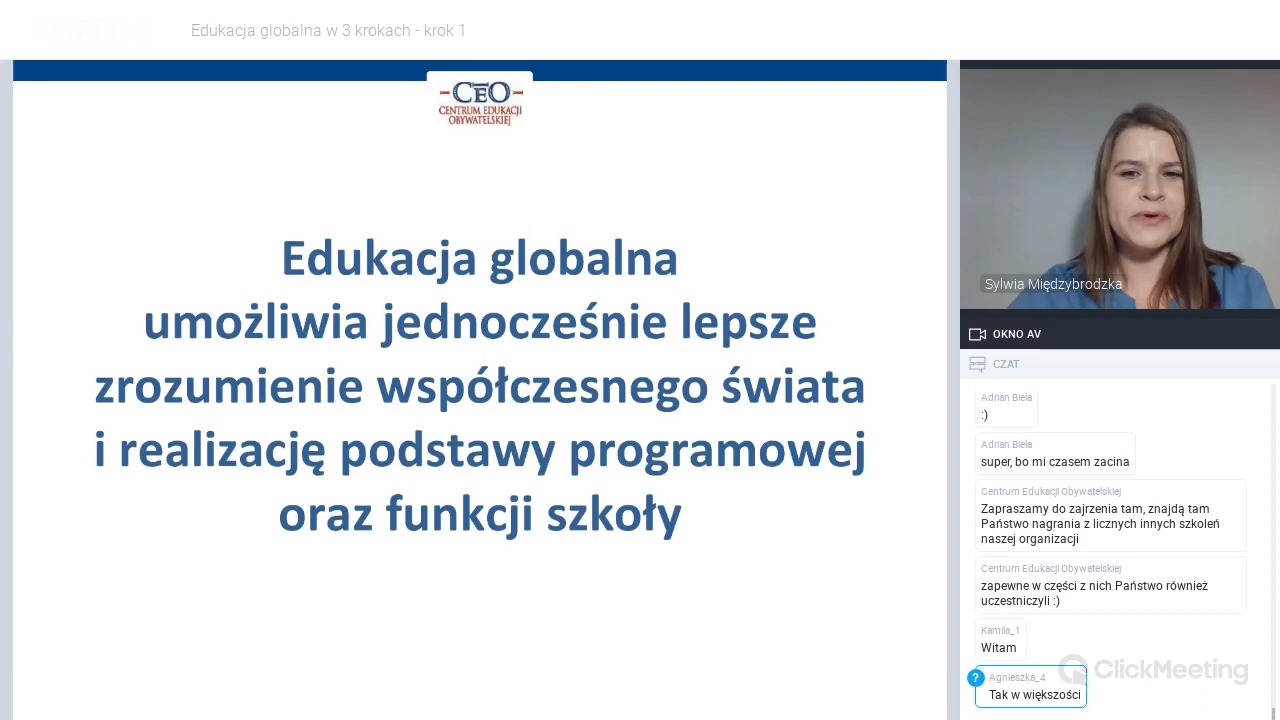 Edukacja globalna w 3 krokach - krok 1
CEO
CENTRUM EDUKACJI
OBYWATELSKIEJ
Edukacja globalna
umożliwia jednocześnie lepsze
zrozumienie współczesnego świata
i realizację podstawy programowej
oraz funkcji szkoły
Sylwia Międzybrodzka
OKNO AV
CZAT
Adrian Biela
:)
Adrian Biela
super, bo mi czasem zacina
Centrum Edukacji Obywatelskiej
Zapraszamy do zajrzenia tam, znajdą tam
Państwo nagrania z licznych innych szkoleń
naszej organizacji
Centrum Edukacji Obywatelskiej
zapewne w części z nich Państwo również
uczestniczyli :)
Kamila_1
Witam
ClickMeeting
? Agnieszka_4
Tak w większości